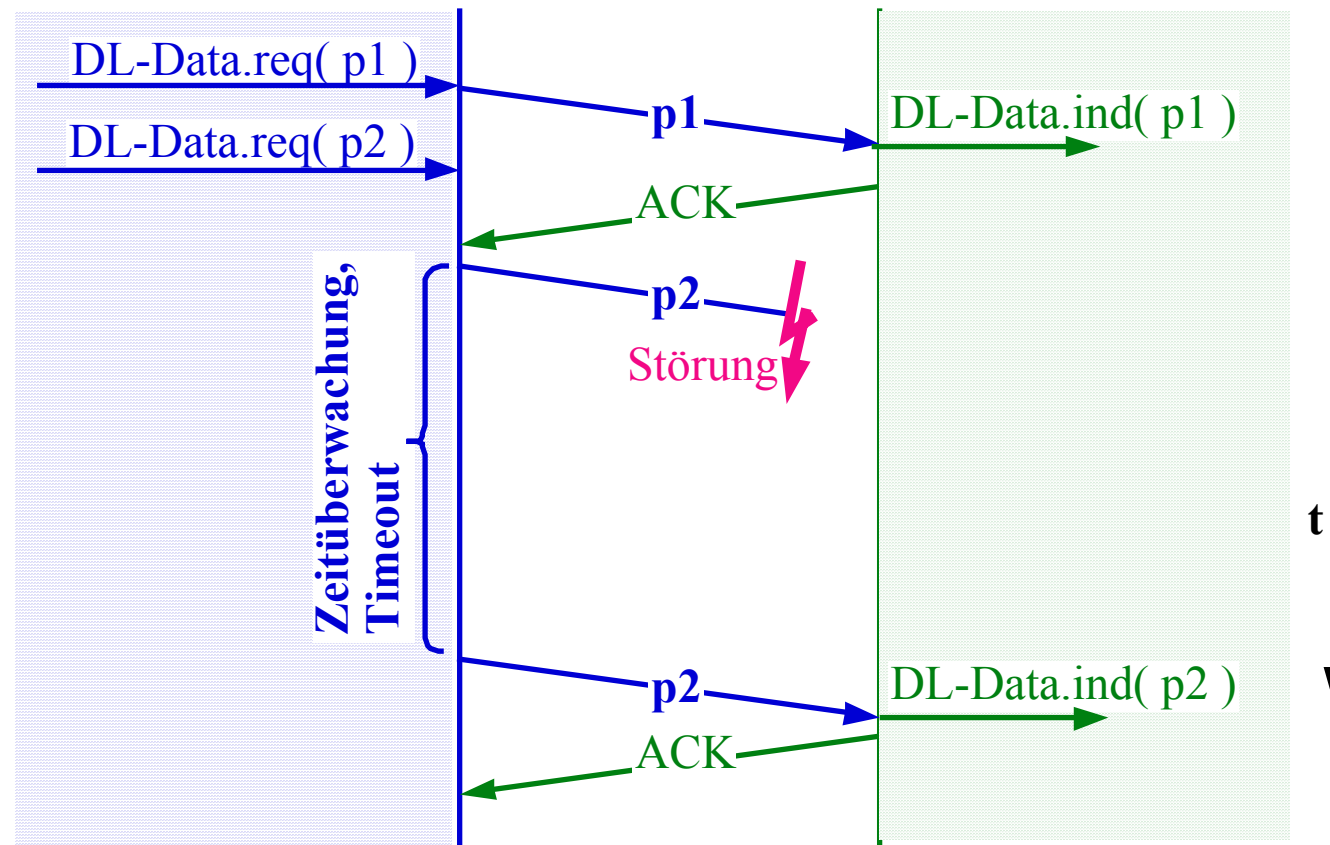 DL-Data.req( p1 )
DL-Data.req( p2 )
p1
DL-Data.ind( p1 )
ACK
p2
Störung
Zeitüberwachung,
Timeout
t
p2
DL-Data.ind( p2 )
ACK